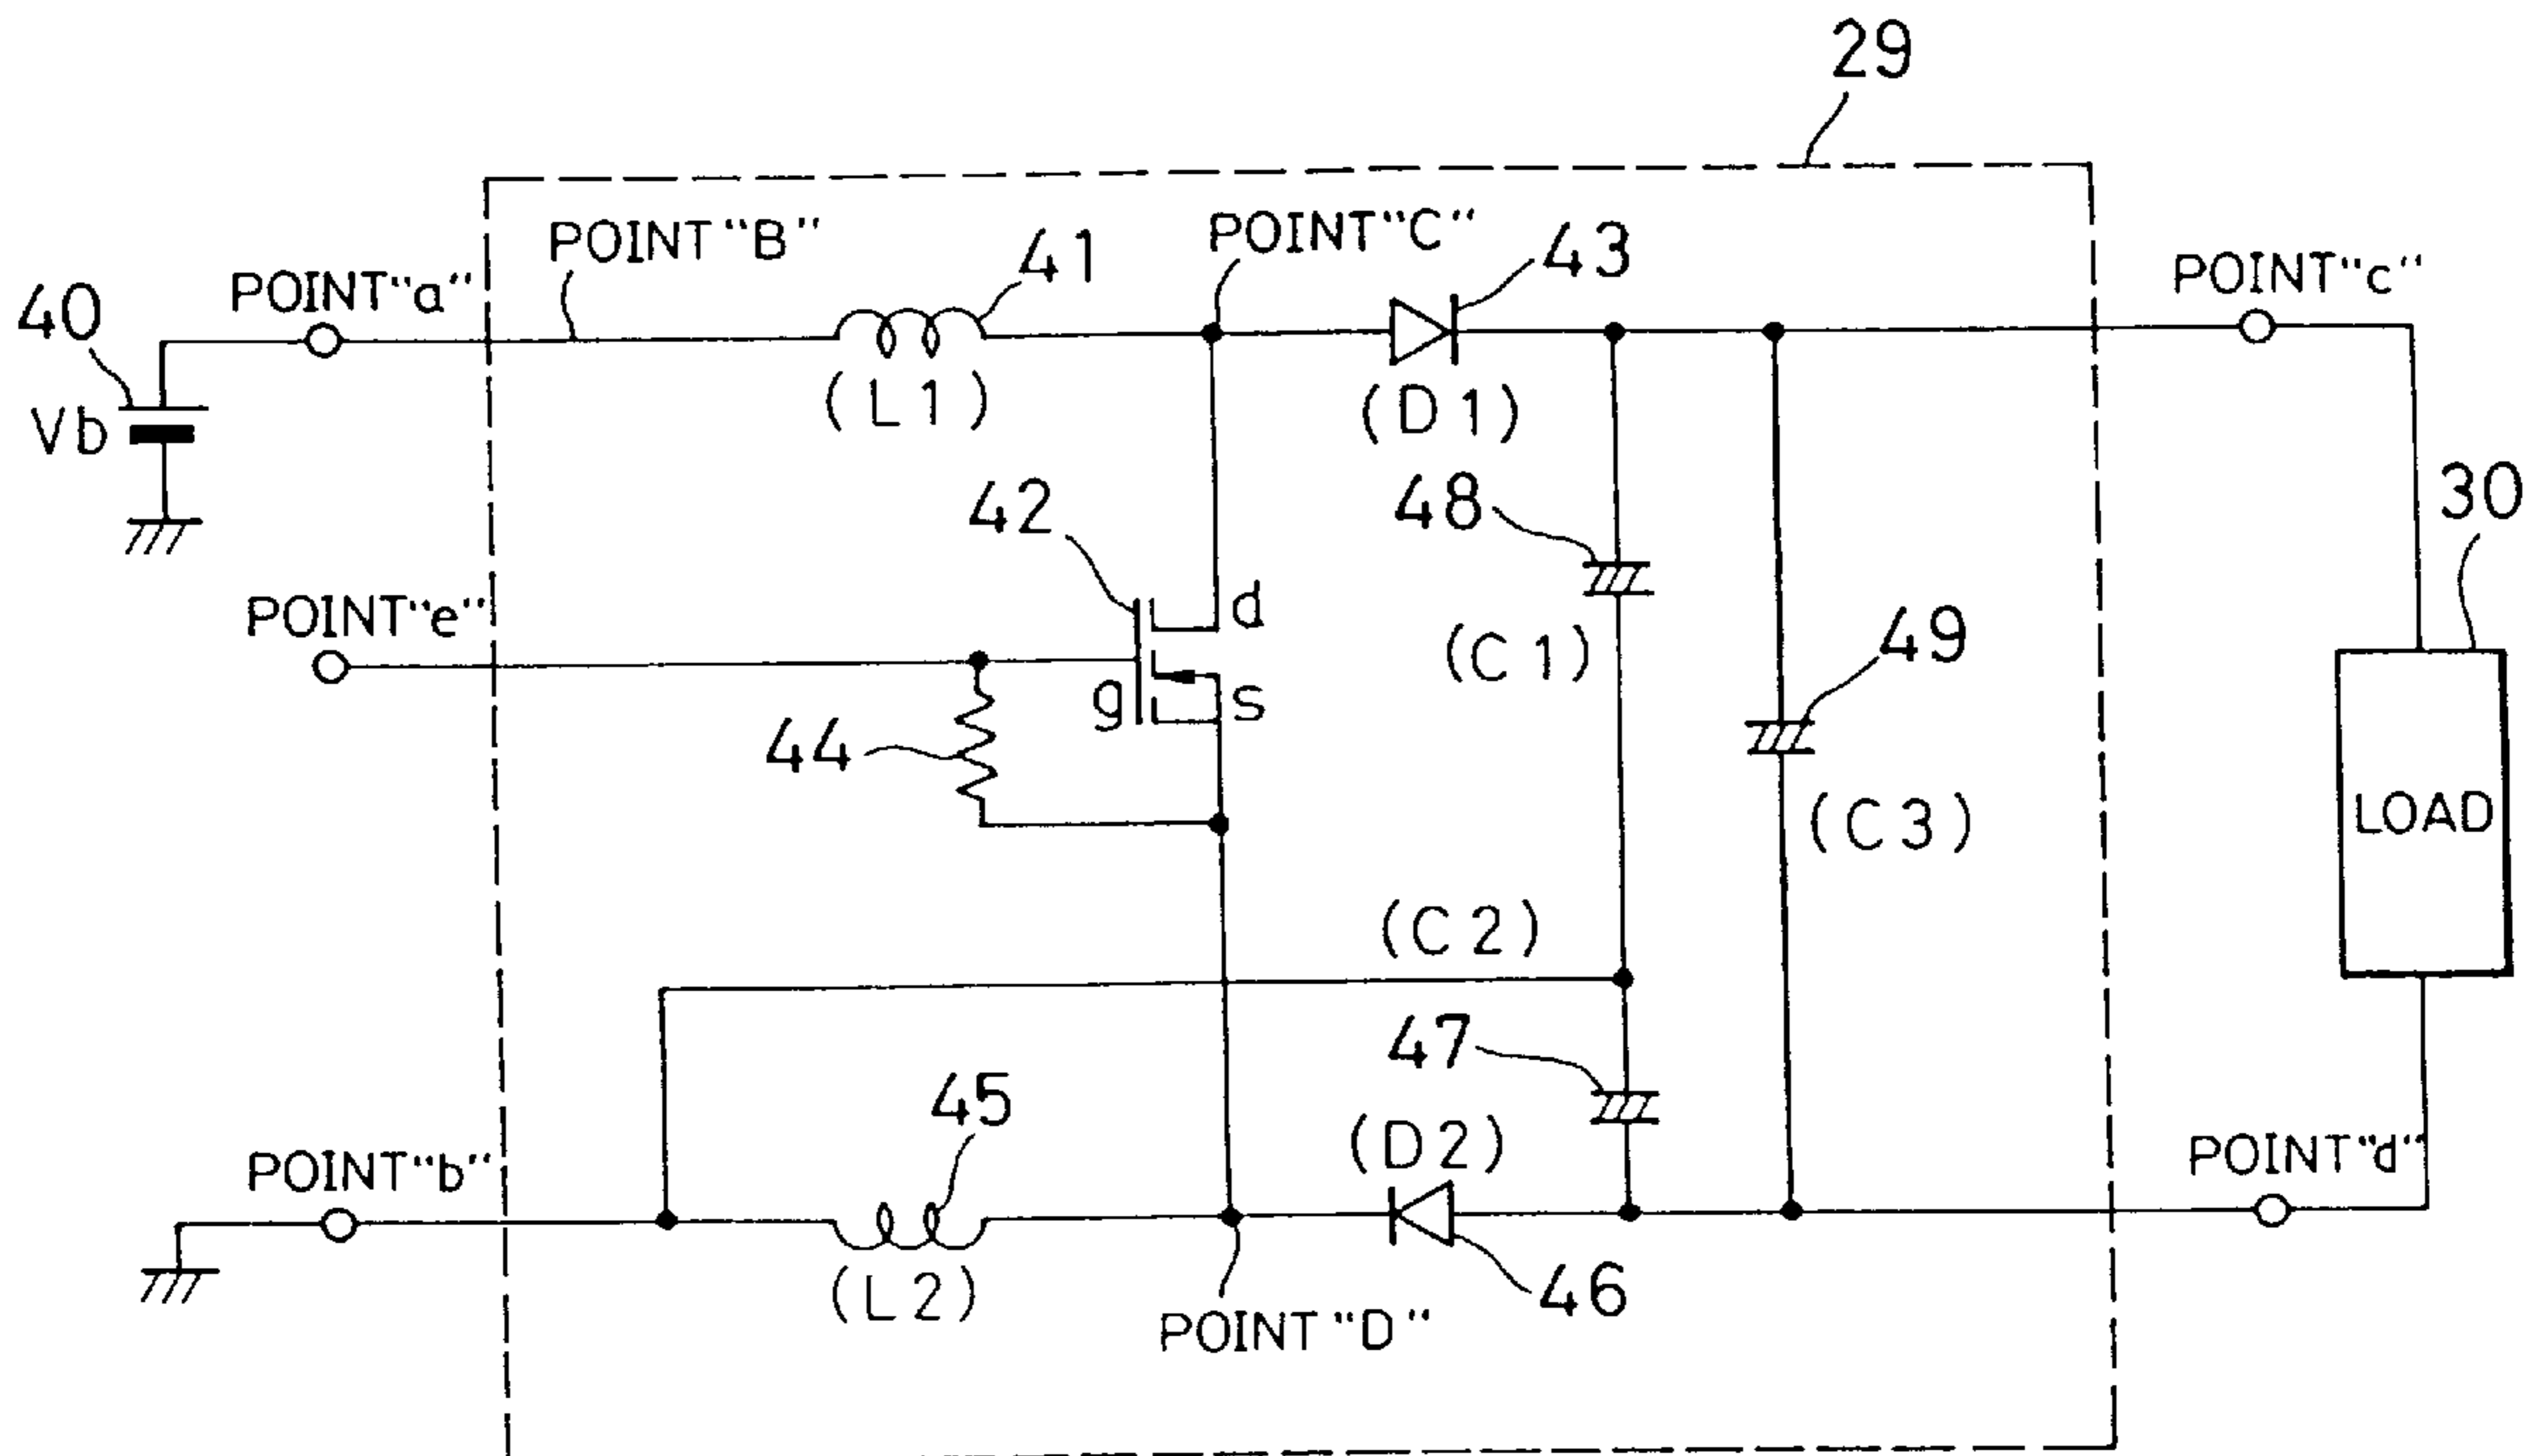 29
POINT"B"
41
POINT"C"
43
POINT"a"
POINT"c"
40
(L1)
(D1)
Vb
42
48
30
POINT"e"
d
(C1)
49
g
s
44
LOAD
(C3)
(C2)
47
45
(D2)
POINT"b"
POINT"d"
(L2)
46
POINT"D"